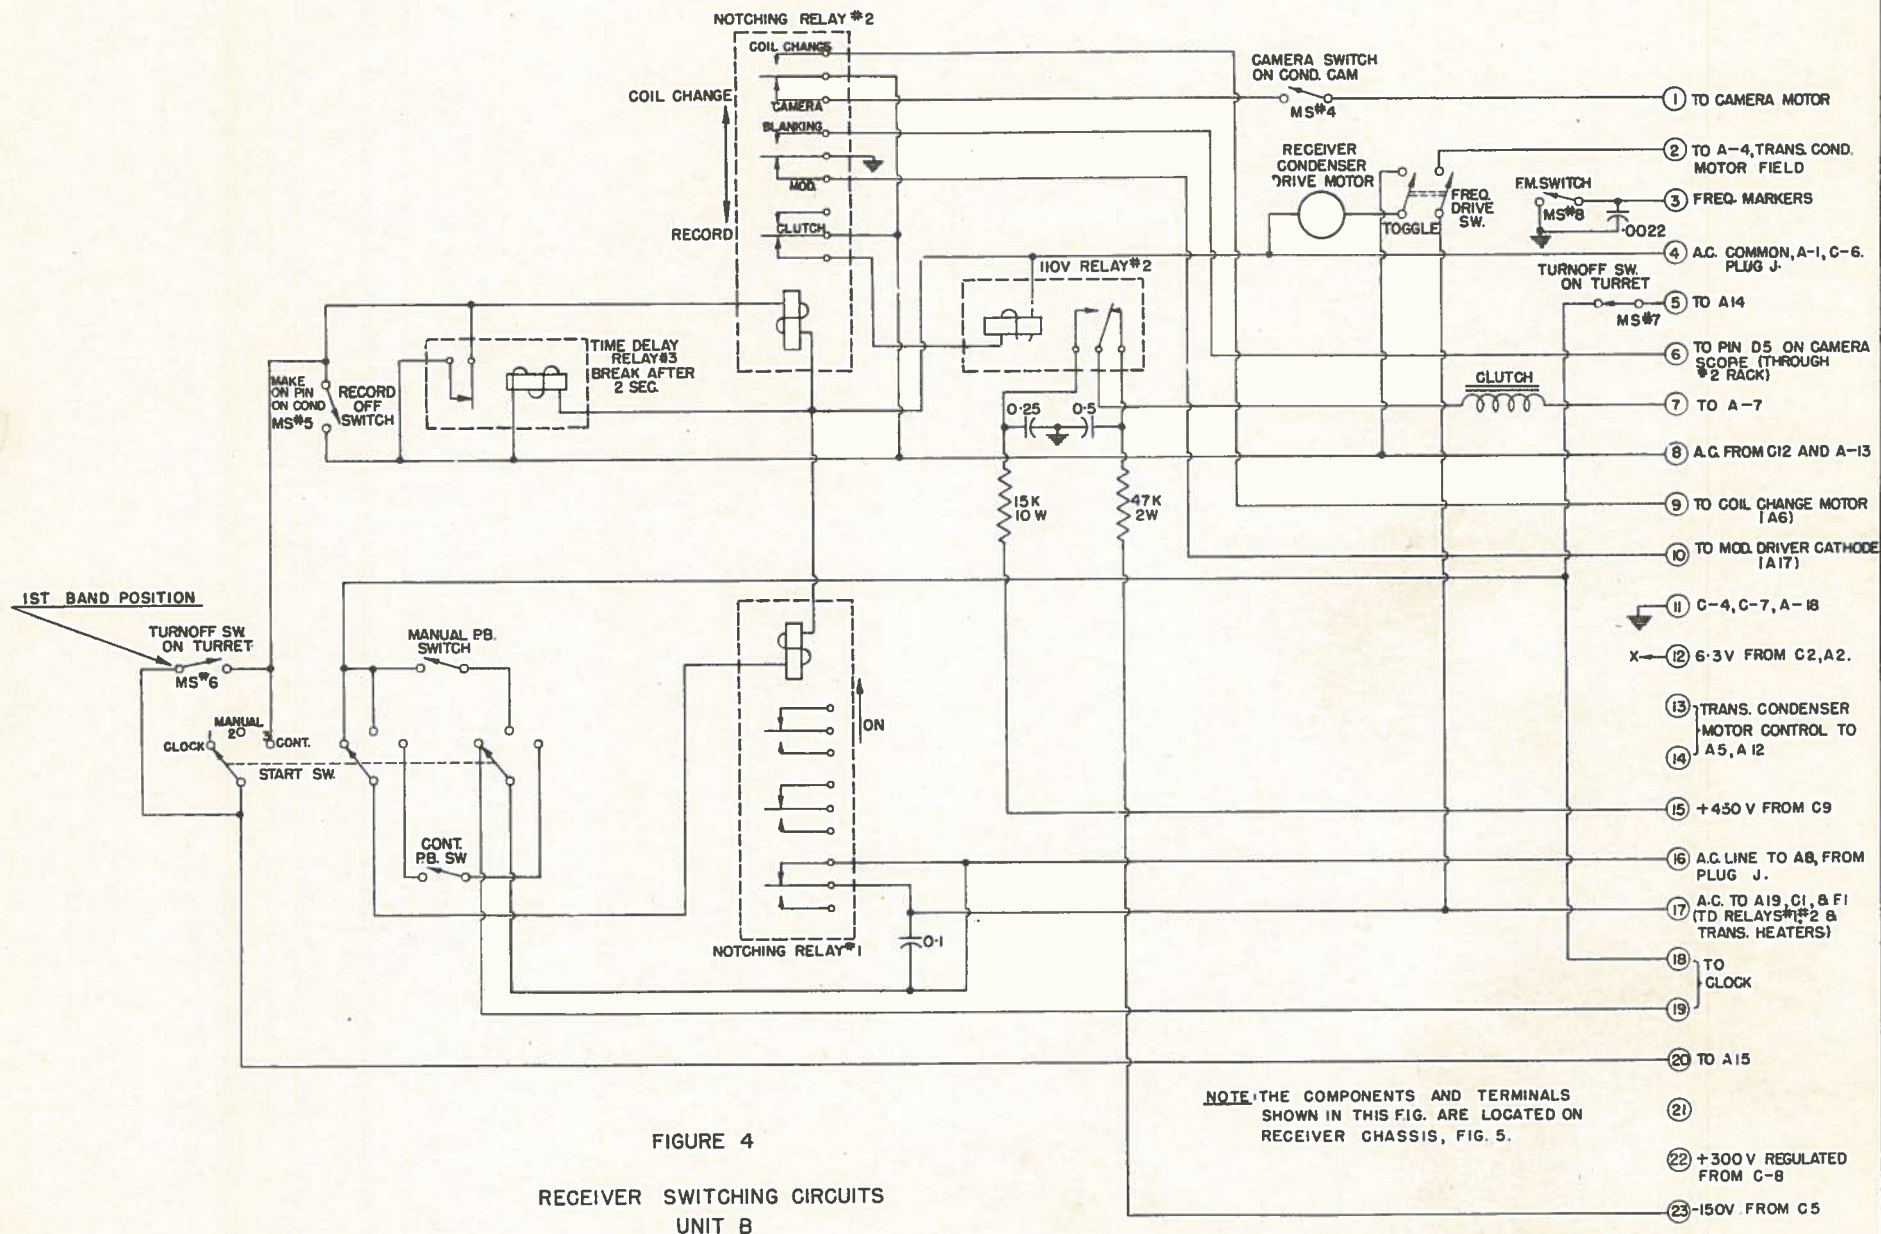 NOTCHING RELAY #2
COIL CHANGE
CAMERA
BLANKING
MOD.
CLUTCH
COIL CHANGE
RECORD
CAMERA SWITCH
ON COND. CAM
MS#4
RECEIVER
CONDENSER
DRIVE MOTOR
TOGGLE
FREQ.
DRIVE
SW.
F.M. SWITCH
MS#8
.0022
TURNOFF SW.
ON TURRET
MS#7
110V RELAY #2
TIME DELAY
RELAY #3
BREAK AFTER
2 SEC.
MAKE
ON PIN
ON COND
MS#5
RECORD
OFF
SWITCH
0.25
0.5
CLUTCH
15K
10 W
47K
2W
1ST BAND POSITION
TURNOFF SW.
ON TURRET
MS#6
MANUAL P.B.
SWITCH
MANUAL
1
2
3
CLOCK
CONT.
START SW.
CONT.
P.B. SW
ON
0.1
NOTCHING RELAY #1
1 TO CAMERA MOTOR
2 TO A-4, TRANS. COND.
MOTOR FIELD
3 FREQ. MARKERS
4 A.C. COMMON, A-1, C-6.
PLUG J.
5 TO A14
6 TO PIN D5 ON CAMERA
SCOPE (THROUGH
#2 RACK)
7 TO A-7
8 A.C. FROM C12 AND A-13
9 TO COIL CHANGE MOTOR
(A6)
10 TO MOD. DRIVER CATHODE
(A17)
11 C-4, C-7, A-18
X 12 6.3V FROM C2, A2.
13 TRANS. CONDENSER
MOTOR CONTROL TO
14 A5, A12
15 +450 V FROM C9
16 A.C. LINE TO A8, FROM
PLUG J.
17 A.C. TO A19, C1, & F1
(TD RELAYS #1, #2 &
TRANS. HEATERS)
18 TO
CLOCK
19
20 TO A15
21
22 +300 V REGULATED
FROM C-8
23 -150V FROM C5
NOTE: THE COMPONENTS AND TERMINALS
SHOWN IN THIS FIG. ARE LOCATED ON
RECEIVER CHASSIS, FIG. 5.
FIGURE 4
RECEIVER SWITCHING CIRCUITS
UNIT B